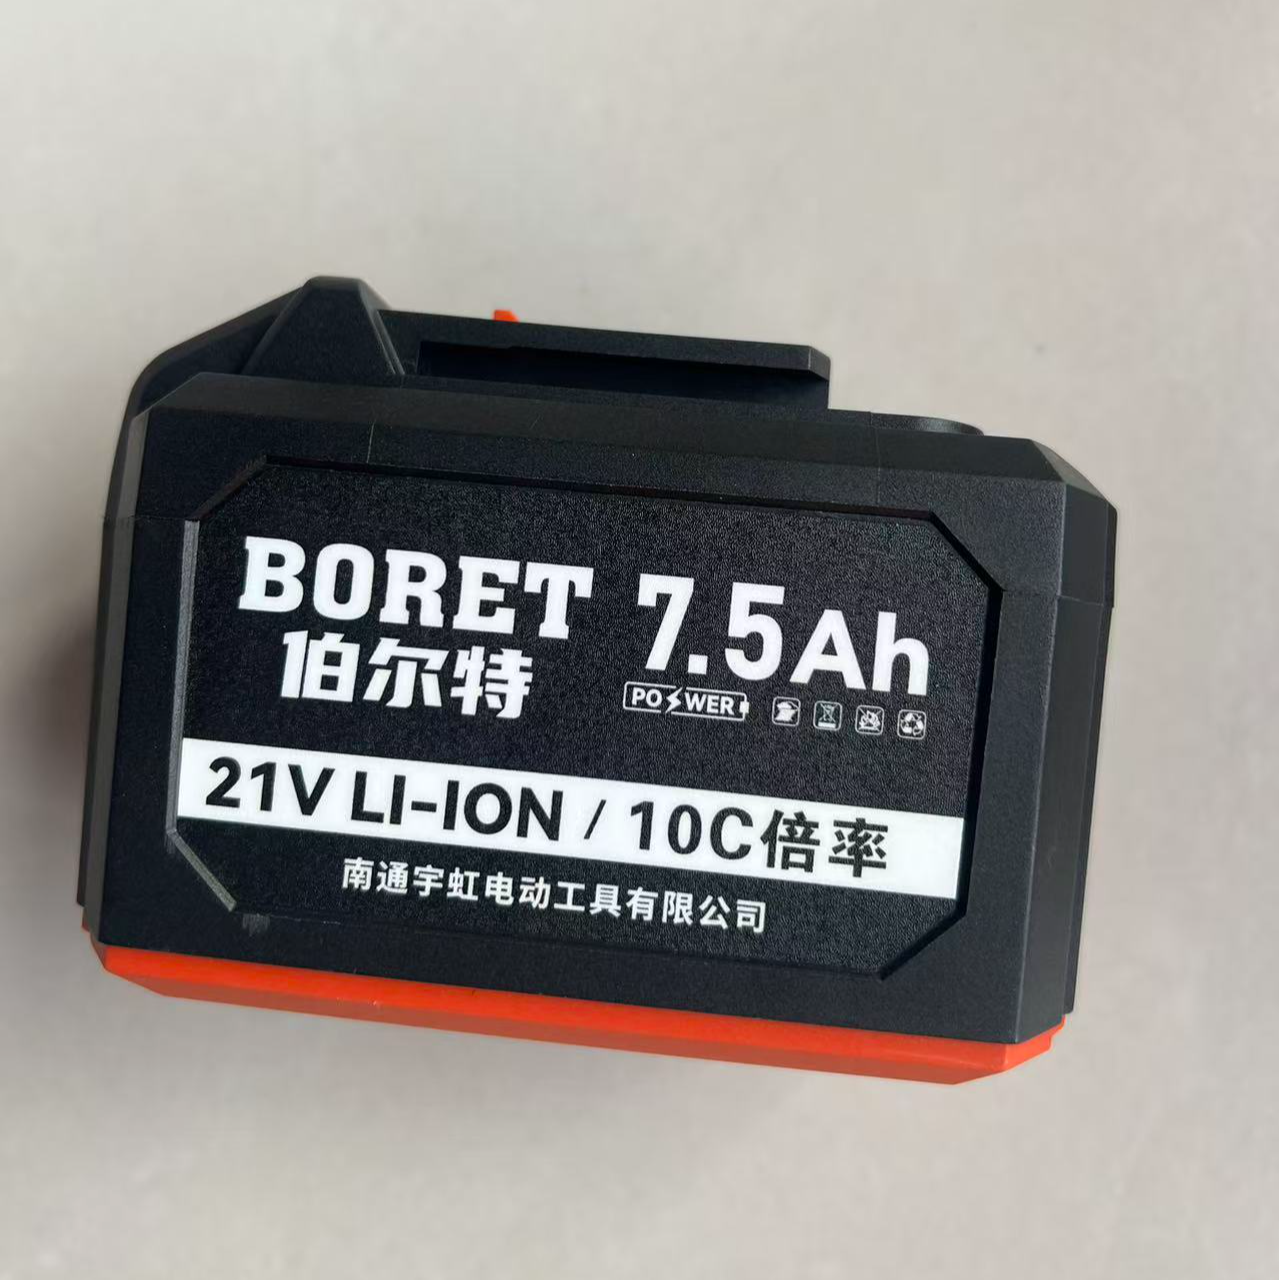 BORET 7.5Ah
伯尔特
POWER
21V LI-ION / 10C倍率
南通宇虹电动工具有限公司